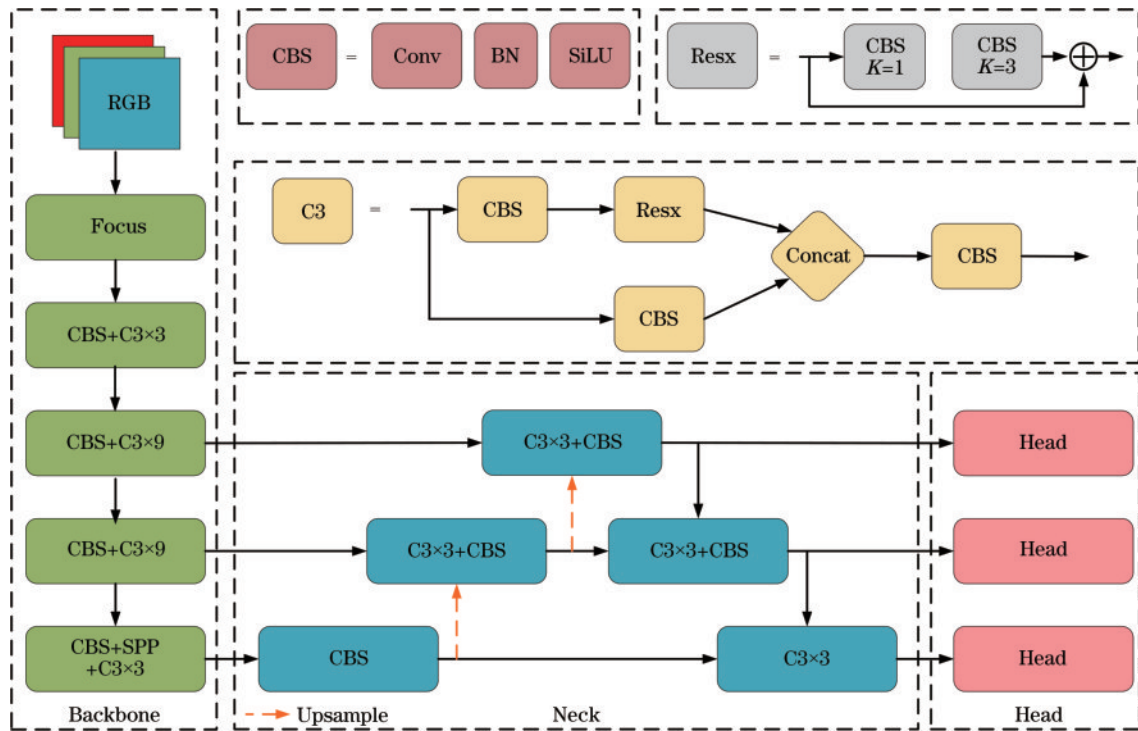 RGB
Focus
CBS+C3×3
CBS+C3×9
CBS+C3×9
CBS+SPP
+C3×3
Backbone
CBS = Conv BN SiLU
Resx = CBS
K=1
CBS
K=3
C3 = CBS Resx
Concat
CBS
CBS
C3×3+CBS
C3×3+CBS
C3×3+CBS
CBS
C3×3
Upsample
Neck
Head
Head
Head
Head